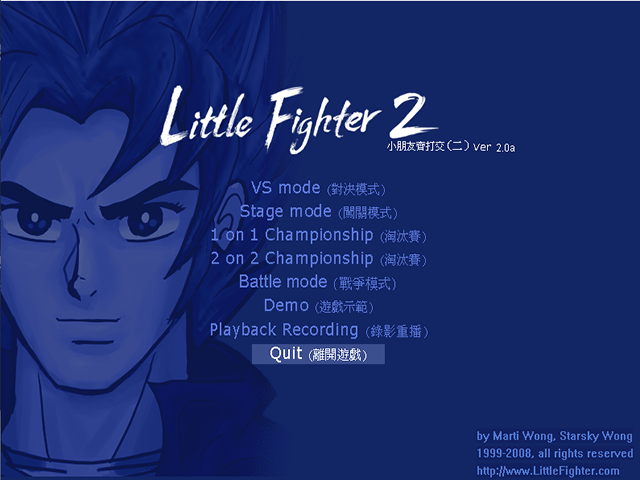 Little Fighter 2
小朋友齊打交(二) ver 2.0a
VS mode (對決模式)
Stage mode (闖關模式)
1 on 1 Championship (淘汰賽)
2 on 2 Championship (淘汰賽)
Battle mode (戰爭模式)
Demo (遊戲示範)
Playback Recording (錄影重播)
Quit (離開遊戲)
by Marti Wong, Starsky Wong
1999-2008, all rights reserved
http://www.LittleFighter.com